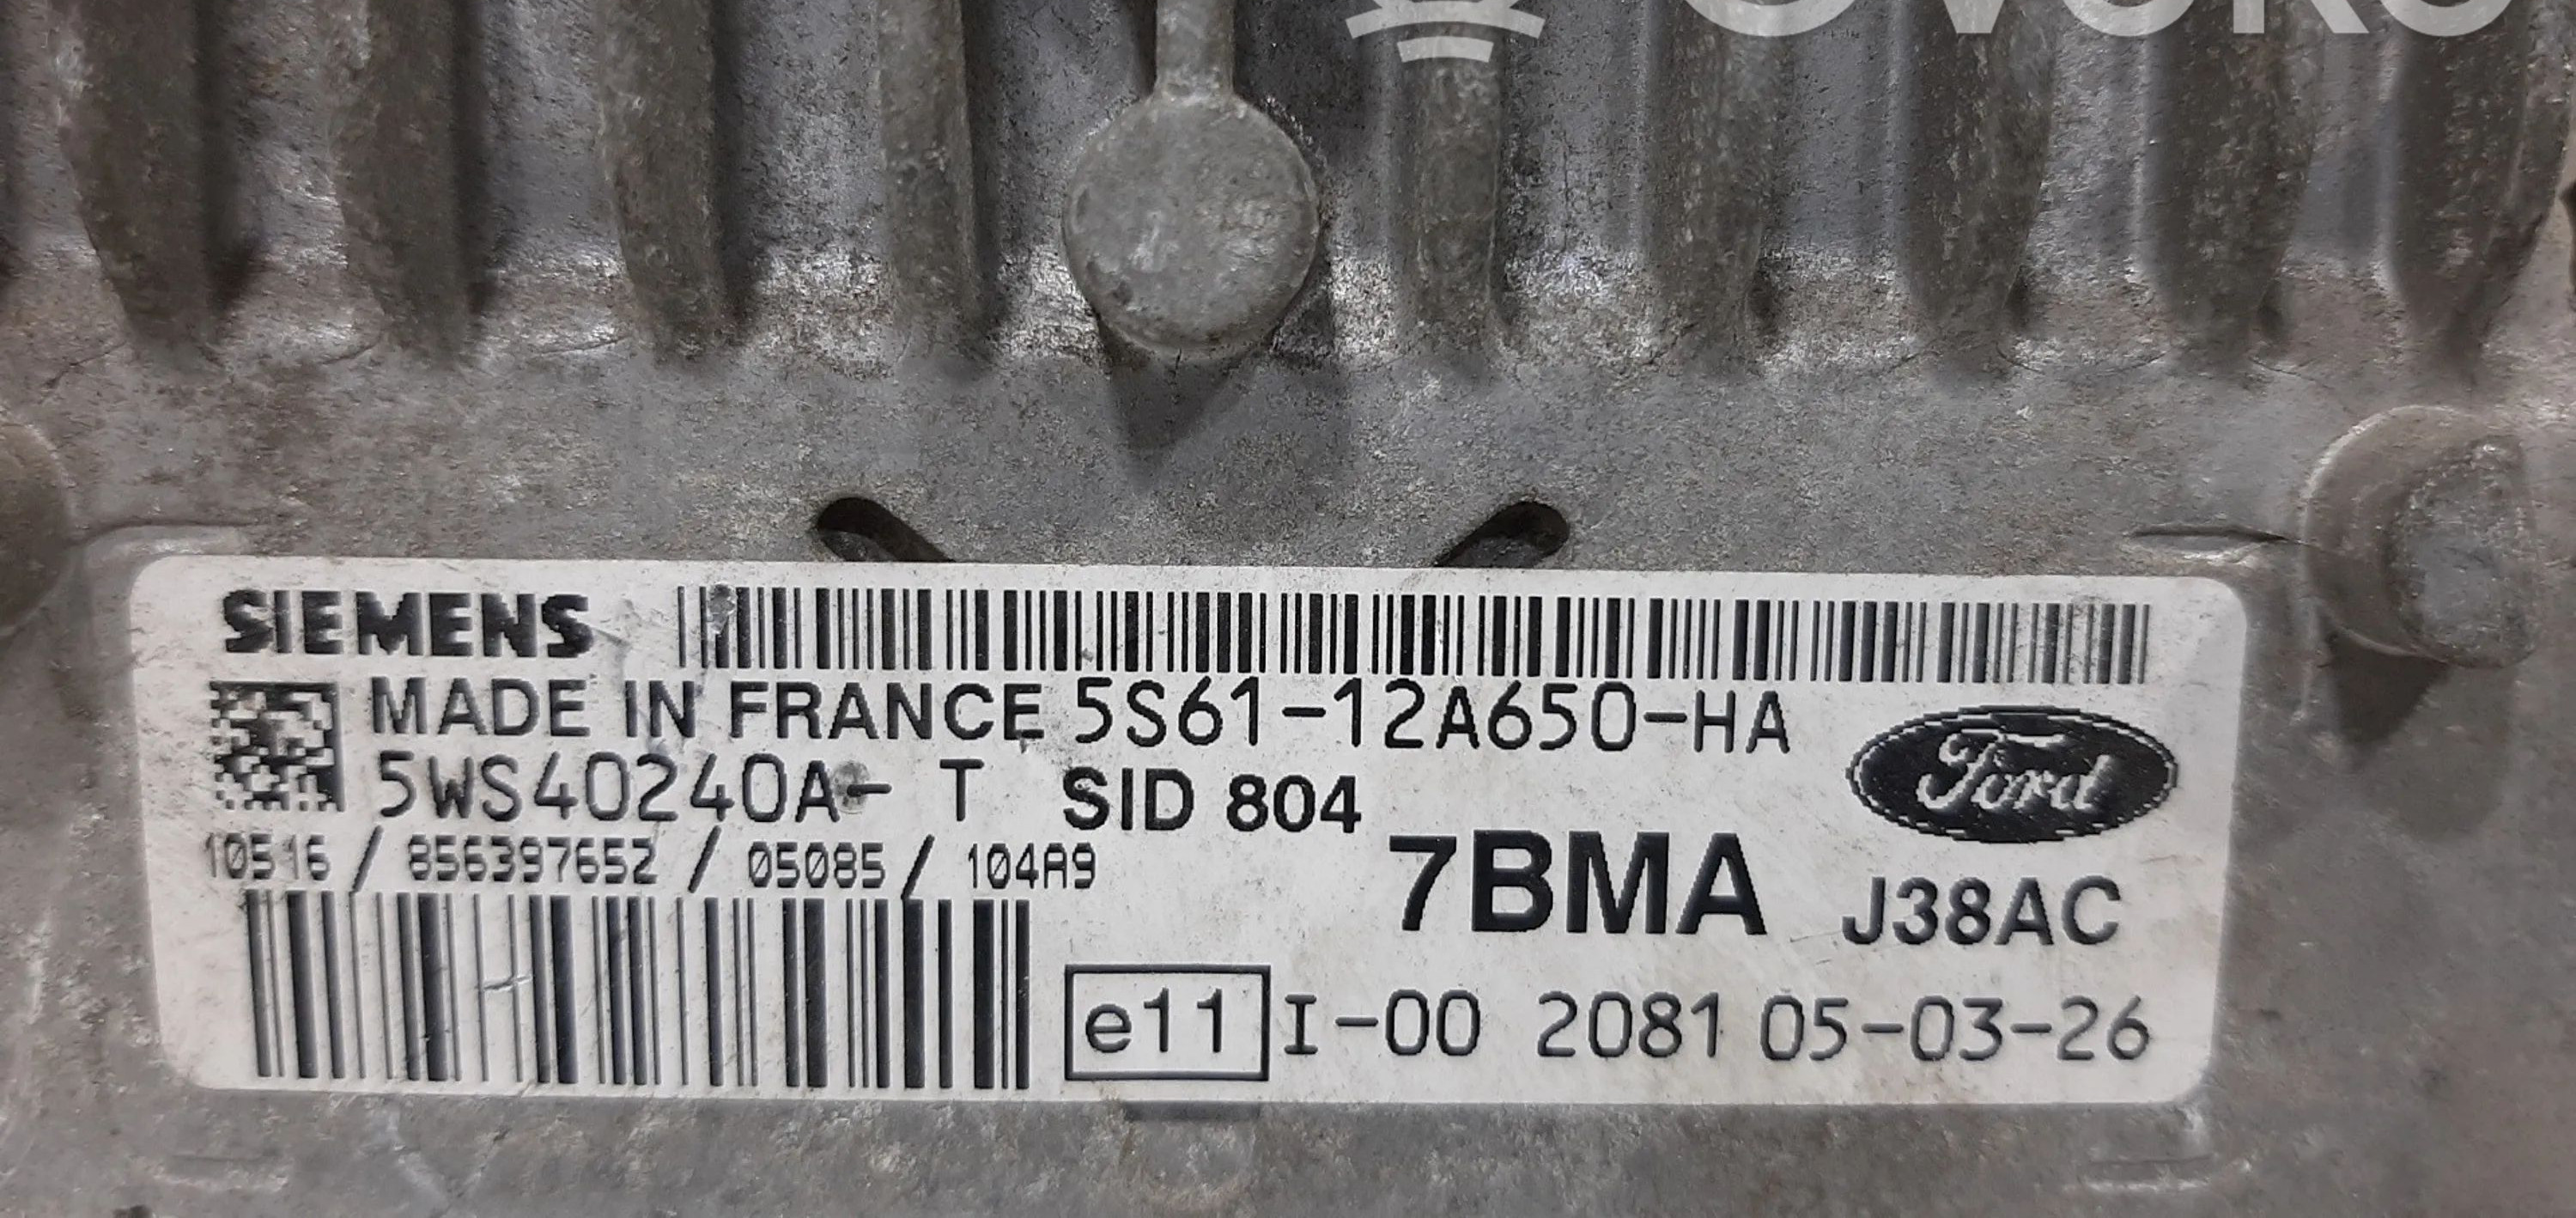 SIEMENS
MADE IN FRANCE 5S61-12A650-HA
5WS40240A- T SID 804
Ford
10516 / 856397652 / 05085 / 104A9
7BMA J38AC
e11 I-00 2081 05-03-26